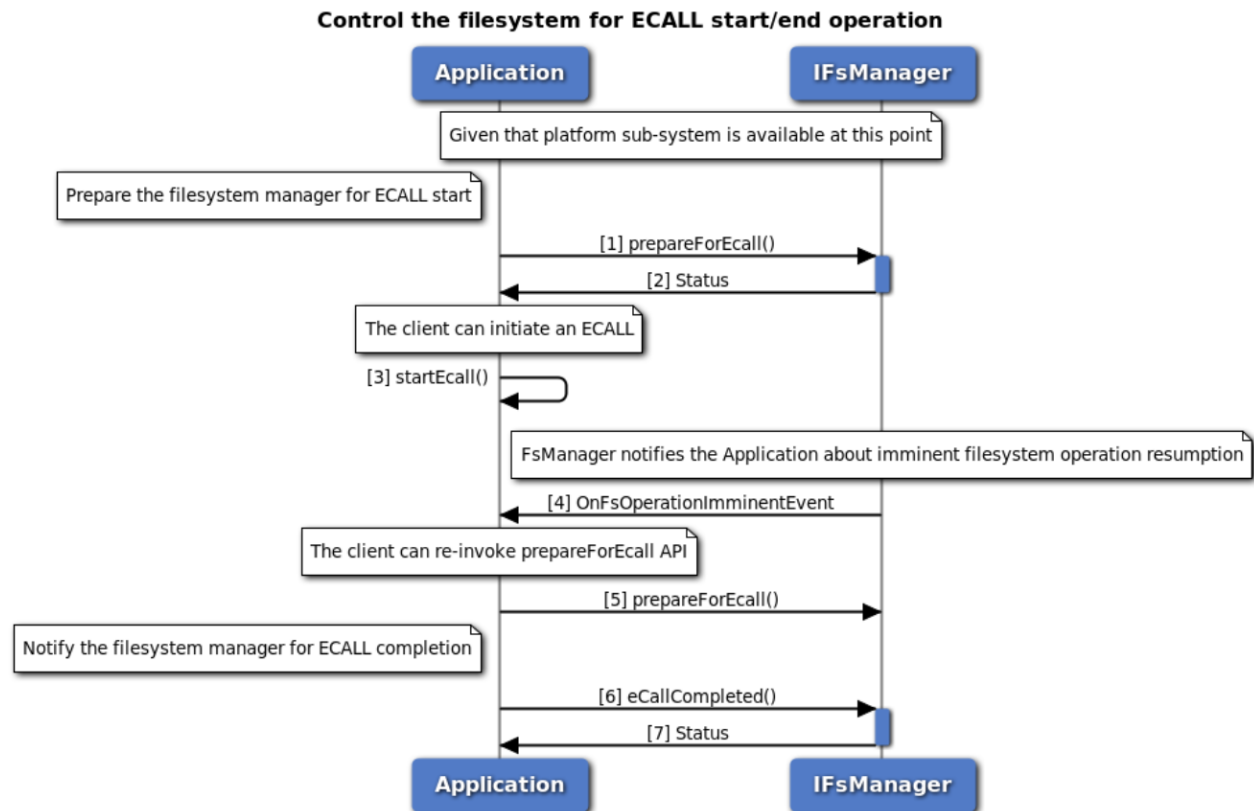 Control the filesystem for ECALL start/end operation
Application
IFsManager
Given that platform sub-system is available at this point
Prepare the filesystem manager for ECALL start
[1] prepareForEcall()
[2] Status
The client can initiate an ECALL
[3] startEcall()
FsManager notifies the Application about imminent filesystem operation resumption
[4] OnFsOperationImminentEvent
The client can re-invoke prepareForEcall API
[5] prepareForEcall()
Notify the filesystem manager for ECALL completion
[6] eCallCompleted()
[7] Status
Application
IFsManager